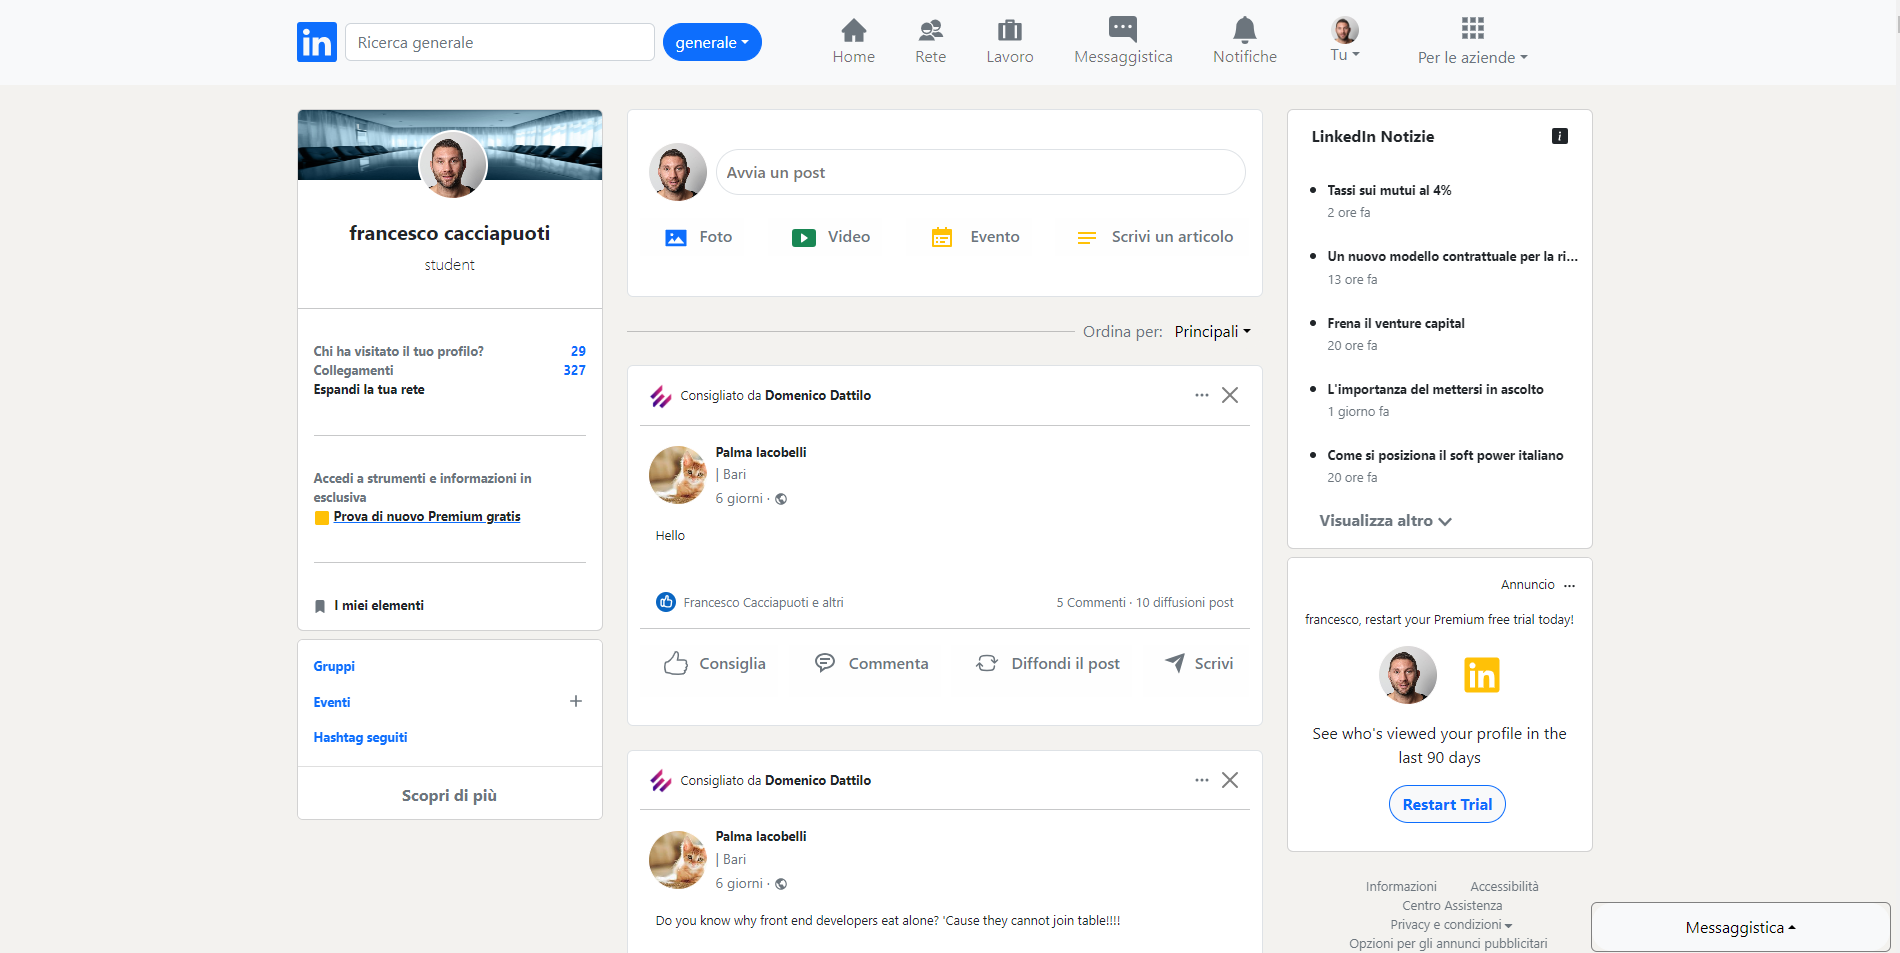 in
Ricerca generale
generale
Home
Rete
Lavoro
Messaggistica
Notifiche
Tu
Per le aziende
francesco cacciapuoti
student
Chi ha visitato il tuo profilo? 29
Collegamenti 327
Espandi la tua rete
Accedi a strumenti e informazioni in
esclusiva
Prova di nuovo Premium gratis
I miei elementi
Gruppi
Eventi
Hashtag seguiti
Scopri di più
Avvia un post
Foto
Video
Evento
Scrivi un articolo
Ordina per: Principali
Consigliato da Domenico Dattilo
Palma Iacobelli
| Bari
6 giorni ·
Hello
Francesco Cacciapuoti e altri
5 Commenti · 10 diffusioni post
Consiglia
Commenta
Diffondi il post
Scrivi
Consigliato da Domenico Dattilo
Palma Iacobelli
| Bari
6 giorni ·
Do you know why front end developers eat alone? 'Cause they cannot join table!!!!
LinkedIn Notizie
i
Tassi sui mutui al 4%
2 ore fa
Un nuovo modello contrattuale per la ri...
13 ore fa
Frena il venture capital
20 ore fa
L'importanza del mettersi in ascolto
1 giorno fa
Come si posiziona il soft power italiano
20 ore fa
Visualizza altro
Annuncio
francesco, restart your Premium free trial today!
in
See who's viewed your profile in the
last 90 days
Restart Trial
Informazioni Accessibilità
Centro Assistenza
Privacy e condizioni
Opzioni per gli annunci pubblicitari
Messaggistica